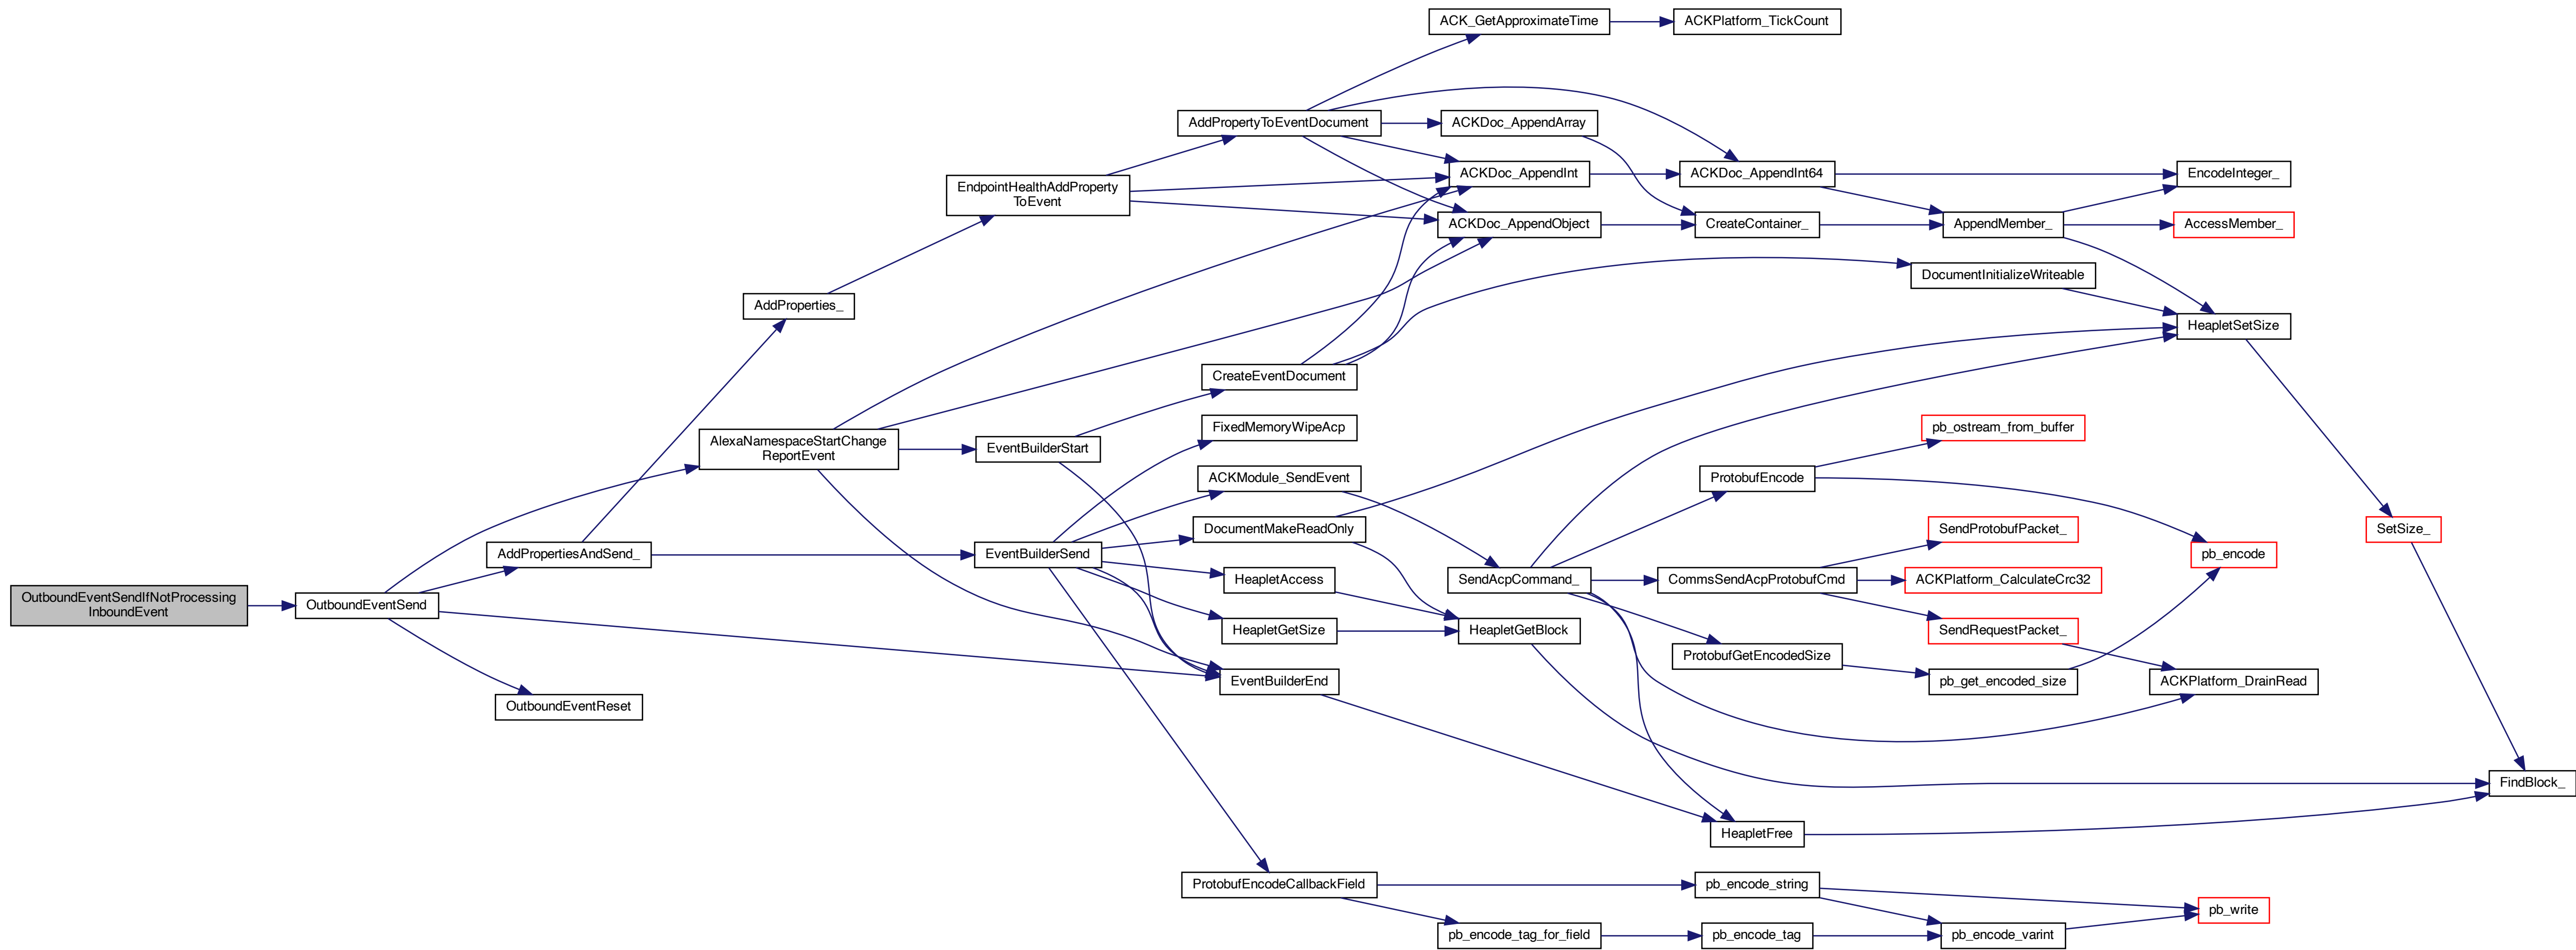 OutboundEventSendIfNotProcessing
InboundEvent
OutboundEventSend
AddPropertiesAndSend_
OutboundEventReset
AddProperties_
AlexaNamespaceStartChange
ReportEvent
EndpointHealthAddProperty
ToEvent
EventBuilderStart
EventBuilderSend
AddPropertyToEventDocument
CreateEventDocument
FixedMemoryWipeAcp
ACKModule_SendEvent
DocumentMakeReadOnly
HeapletAccess
HeapletGetSize
EventBuilderEnd
ProtobufEncodeCallbackField
ACK_GetApproximateTime
ACKDoc_AppendArray
ACKDoc_AppendInt
ACKDoc_AppendObject
SendAcpCommand_
HeapletGetBlock
pb_encode_tag_for_field
ACKPlatform_TickCount
ACKDoc_AppendInt64
CreateContainer_
ProtobufEncode
CommsSendAcpProtobufCmd
ProtobufGetEncodedSize
HeapletFree
pb_encode_string
pb_encode_tag
DocumentInitializeWriteable
AppendMember_
pb_ostream_from_buffer
SendProtobufPacket_
ACKPlatform_CalculateCrc32
SendRequestPacket_
pb_get_encoded_size
pb_encode_varint
EncodeInteger_
AccessMember_
HeapletSetSize
pb_encode
ACKPlatform_DrainRead
pb_write
SetSize_
FindBlock_